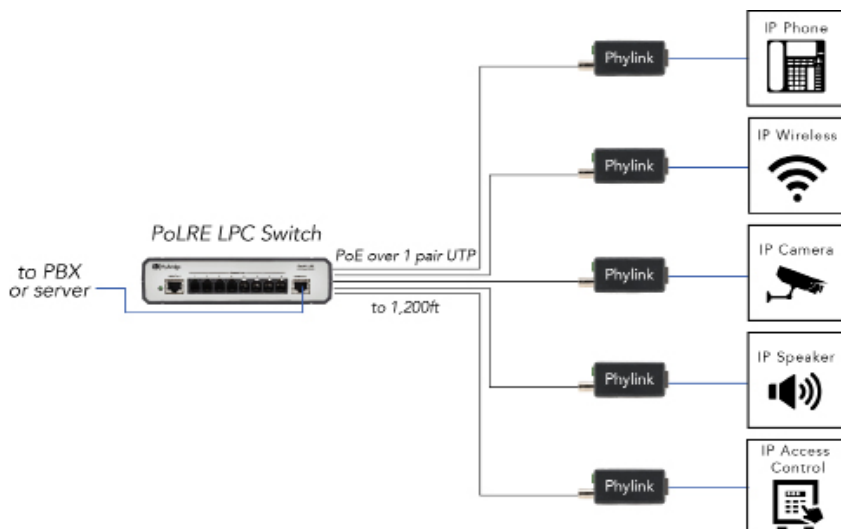 IP Phone
Phylink
IP Wireless
Phylink
PoLRE LPC Switch
PoE over 1 pair UTP
IP Camera
to PBX
or server
Phylink
to 1,200ft
IP Speaker
Phylink
IP Access
Control
Phylink